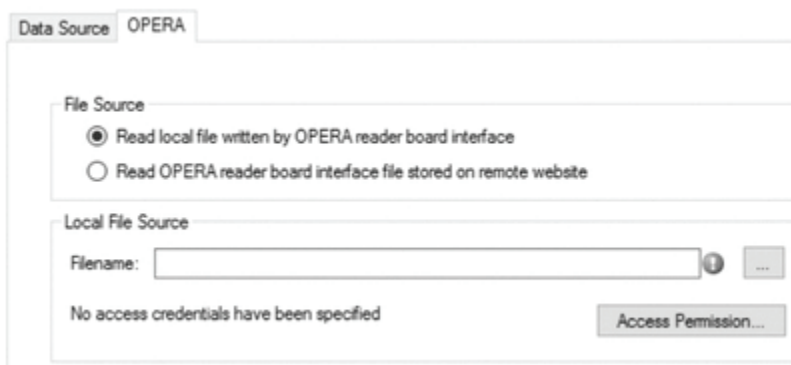 Data Source OPERA
File Source
Read local file written by OPERA reader board interface
Read OPERA reader board interface file stored on remote website
Local File Source
Filename: ...
No access credentials have been specified Access Permission...